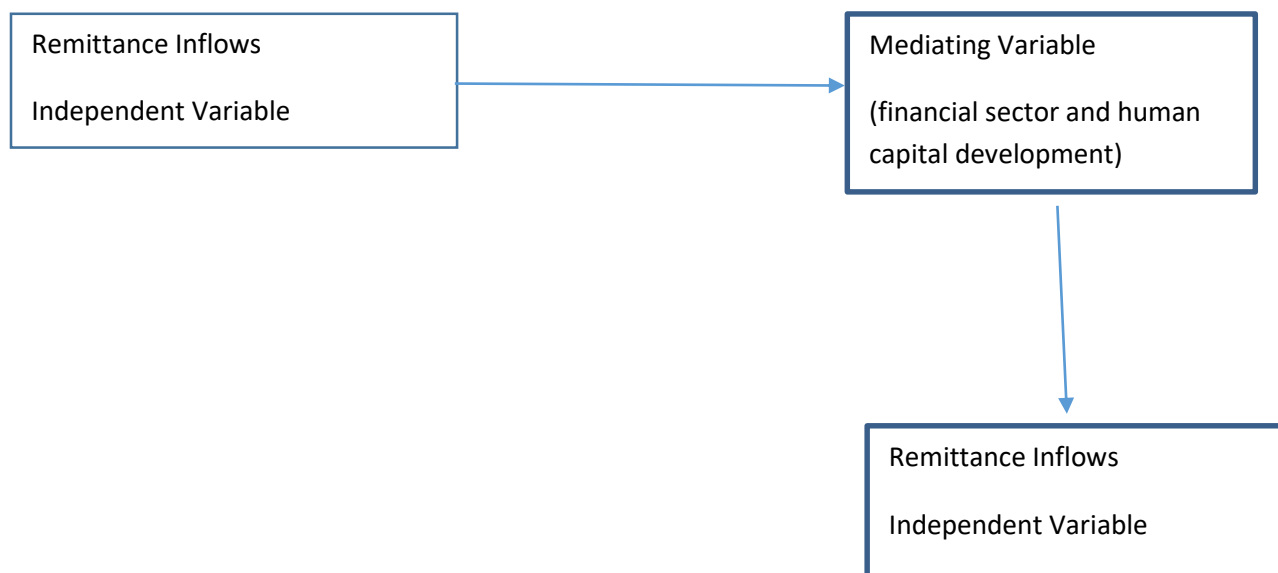 Remittance Inflows
Independent Variable
Mediating Variable
(financial sector and human
capital development)
Remittance Inflows
Independent Variable